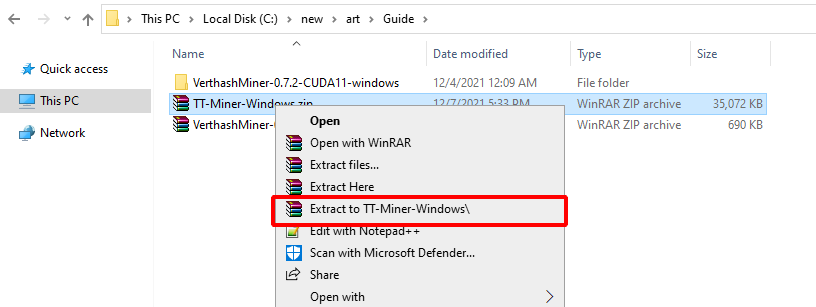 This PC > Local Disk (C:) > new > art > Guide
Name Date modified Type Size
Quick access
This PC
Network
VerthashMiner-0.7.2-CUDA11-windows 12/4/2021 12:09 AM File folder
TT-Miner-Windows.zip 12/7/2021 5:33 PM WinRAR ZIP archive 35,072 KB
VerthashMiner- WinRAR ZIP archive 690 KB
Open
Open with WinRAR
Extract files...
Extract Here
Extract to TT-Miner-Windows\
Edit with Notepad++
Scan with Microsoft Defender...
Share
Open with >